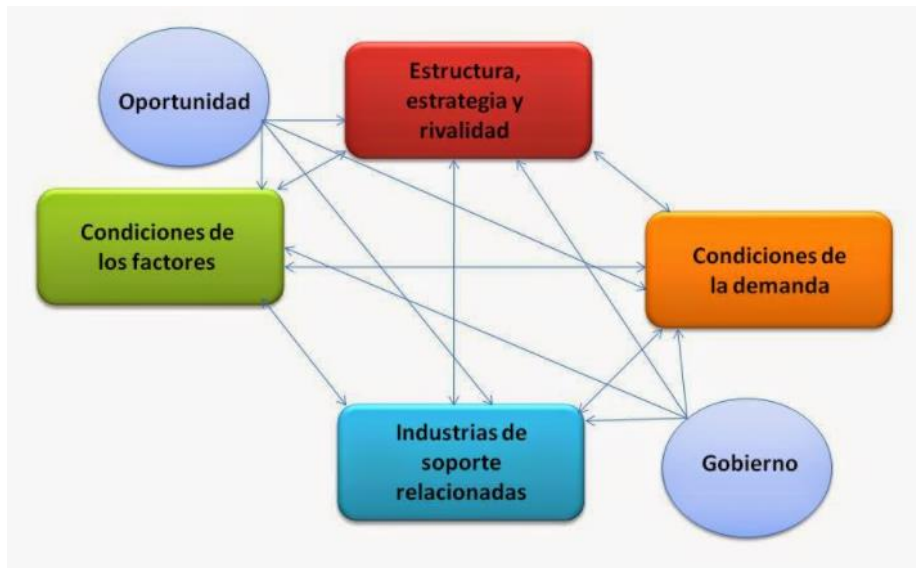 Oportunidad
Estructura,
estrategia y
rivalidad
Condiciones de
los factores
Condiciones de
la demanda
Industrias de
soporte
relacionadas
Gobierno